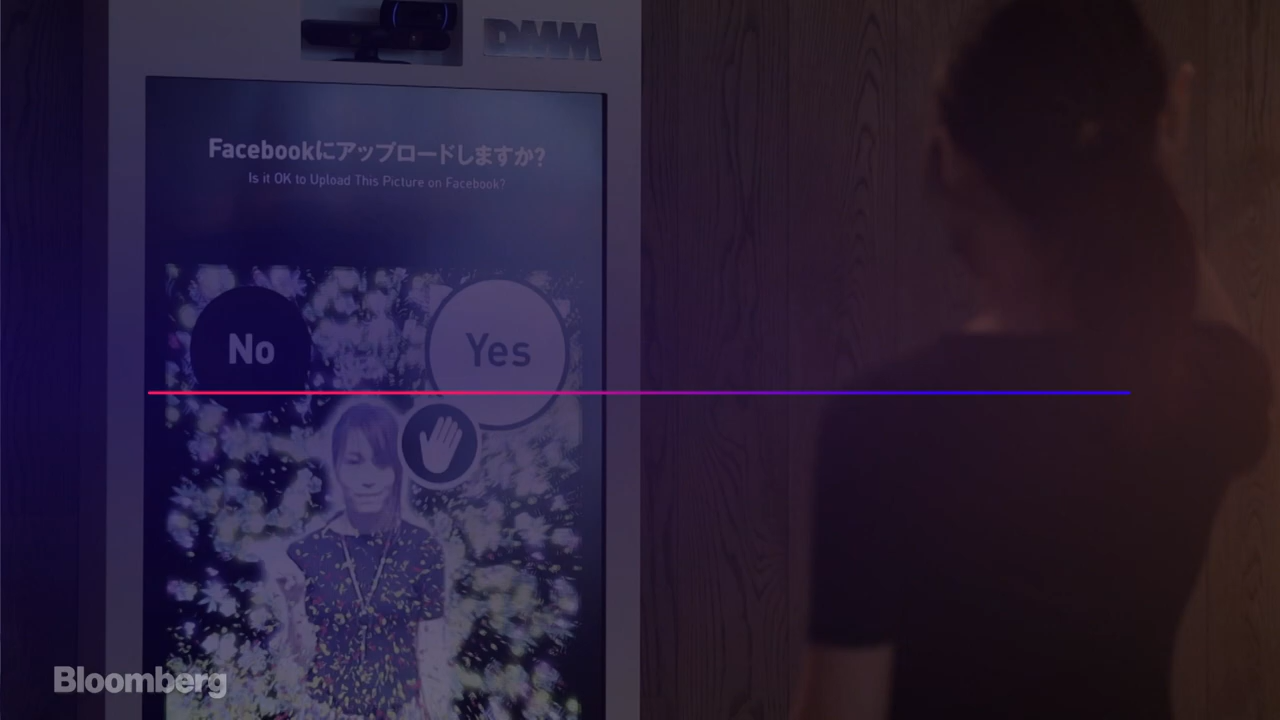 DMM
Facebookにアップロードしますか?
Is it OK to Upload This Picture on Facebook?
No
Yes
Bloomberg